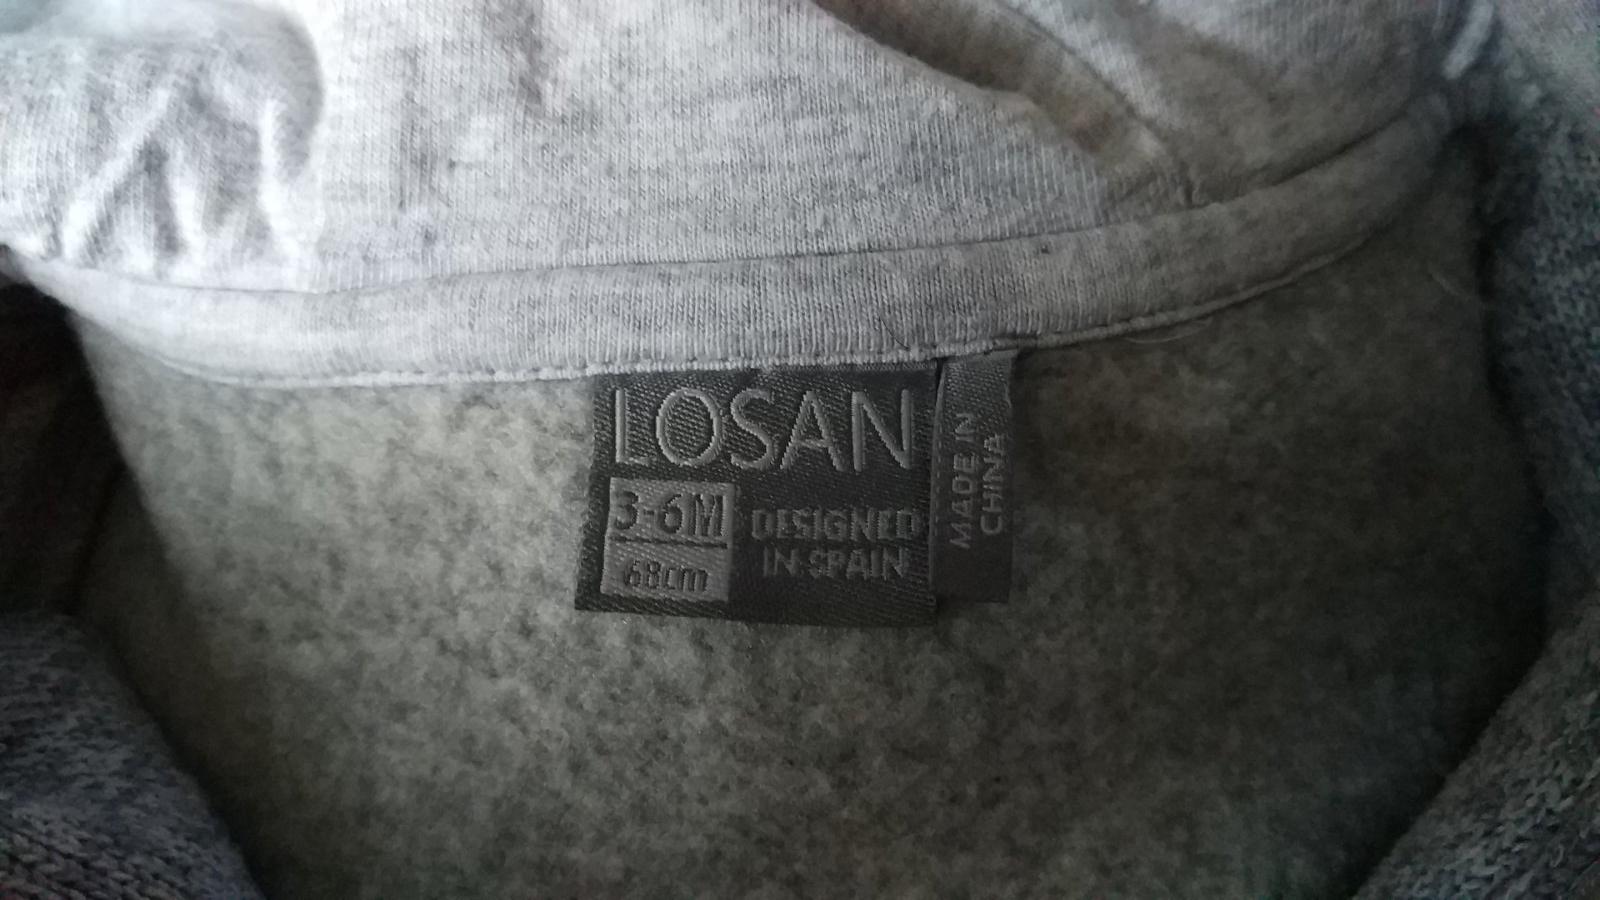 LOSAN
3-6M
68cm
DESIGNED
IN SPAIN
MADE IN
CHINA